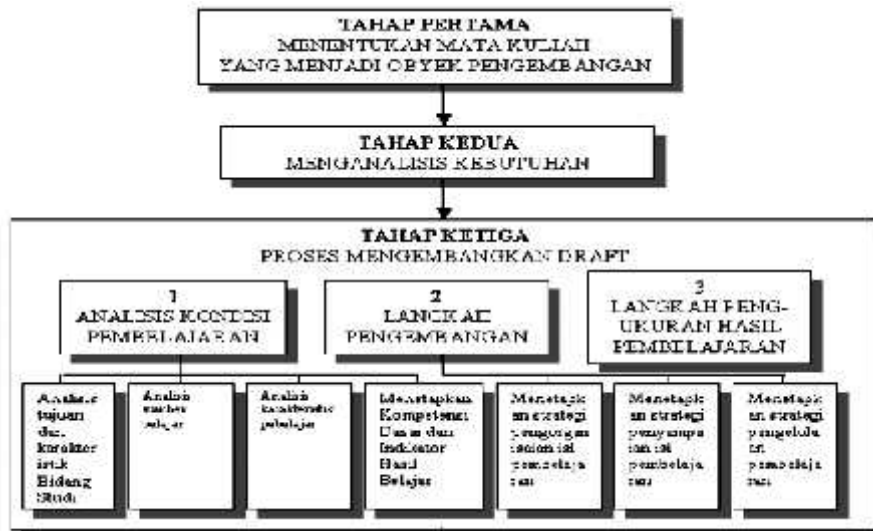 TAHAP PERTAMA
MENENTUKAN MATA KULIAH
YANG MENJADI OBYEK PENGEMBANGAN
TAHAP KEDUA
MENGANALISIS KEBUTUHAN
TAHAP KETIGA
PROSES MENGEMBANGKAN DRAFT
1
ANALISIS KONDISI
PEMBELAJARAN
2
LANGKAH
PENGEMBANGAN
3
LANGKAH PENG-
UKURAN HASIL
PEMBELAJARAN
Analisis
tujuan
dan
karakter
istik
Bidang
Studi
Analisis
sumber
belajar
Analisis
karakteristik
pebelajar
Menetapkan
Kompetensi
Dasar dan
Indikator
Hasil
Belajar
Menetapk
an strategi
pengorgan
isasian isi
pembelaja
ran
Menetapk
an strategi
penyampa
ian isi
pembelaja
ran
Menetapk
an strategi
pengelola
an
pembelaja
ran